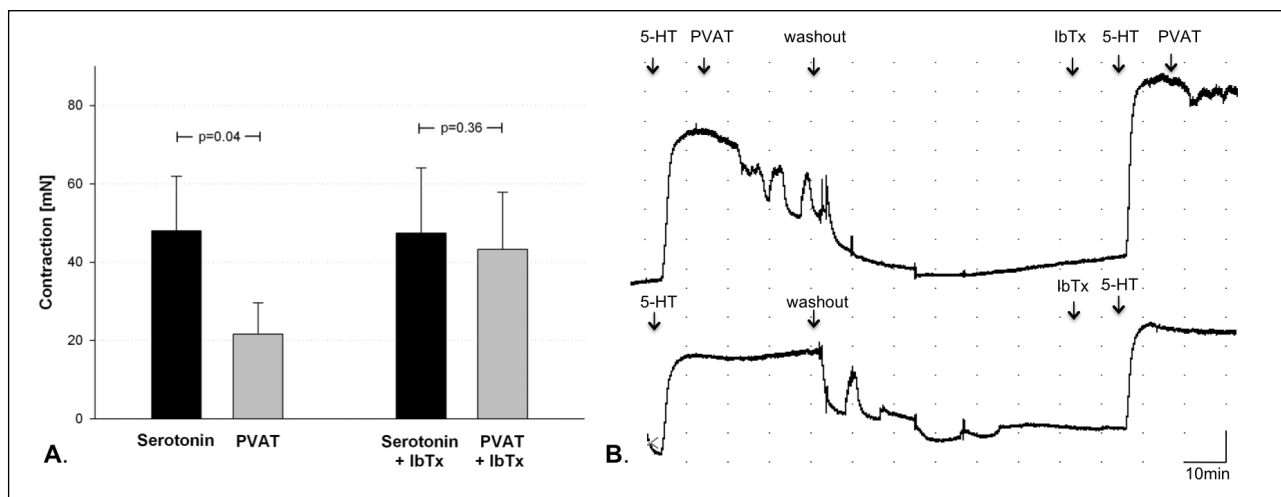 80
60
40
20
0
Contraction [mN]
p=0.04
p=0.36
Serotonin
PVAT
Serotonin
+ IbTx
PVAT
+ IbTx
A.
5-HT PVAT washout IbTx 5-HT PVAT
5-HT washout IbTx 5-HT
10min
B.